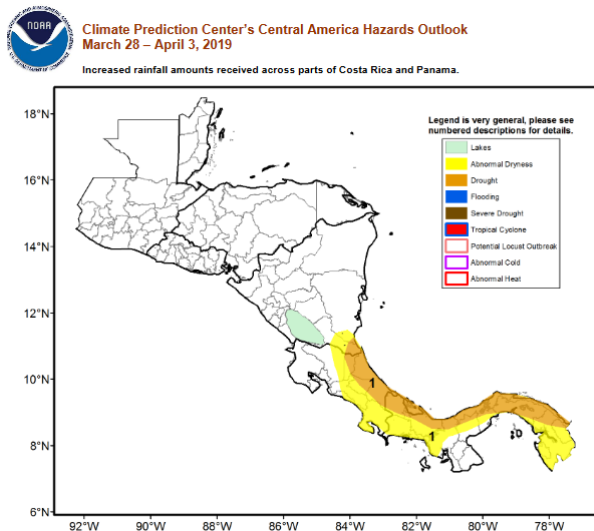 NOAA
Climate Prediction Center's Central America Hazards Outlook
March 28 – April 3, 2019
Increased rainfall amounts received across parts of Costa Rica and Panama.
Legend is very general, please see
numbered descriptions for details.
Lakes
Abnormal Dryness
Drought
Flooding
Severe Drought
Tropical Cyclone
Potential Locust Outbreak
Abnormal Cold
Abnormal Heat
18°N
16°N
14°N
12°N
10°N
8°N
6°N
1
1
92°W 90°W 88°W 86°W 84°W 82°W 80°W 78°W